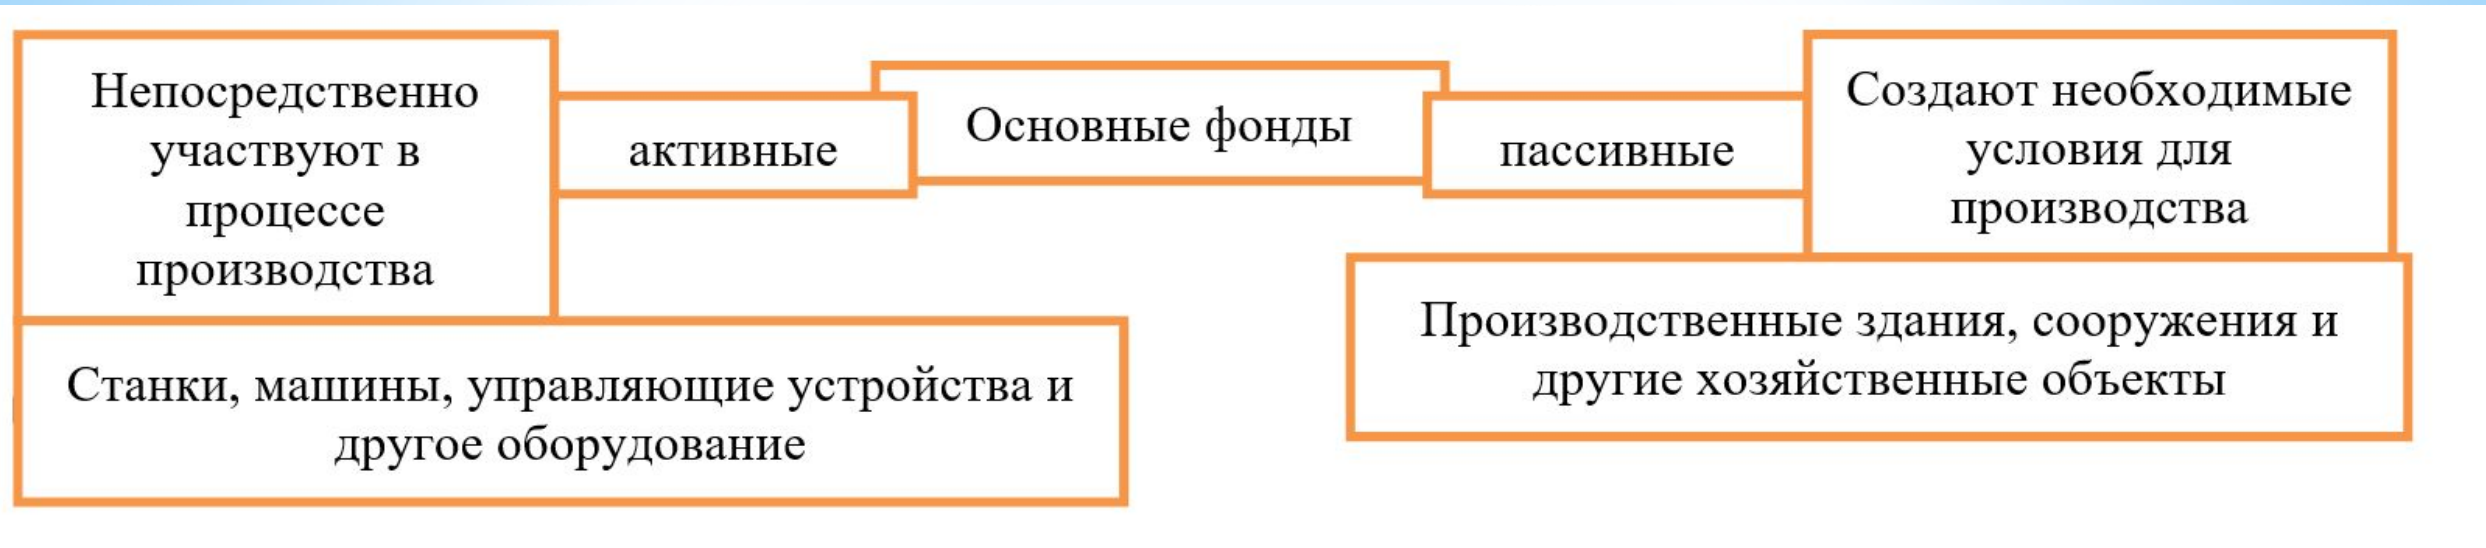 Непосредственно
участвуют в
процессе
производства
активные
Основные фонды
пассивные
Создают необходимые
условия для
производства
Станки, машины, управляющие устройства и
другое оборудование
Производственные здания, сооружения и
другие хозяйственные объекты